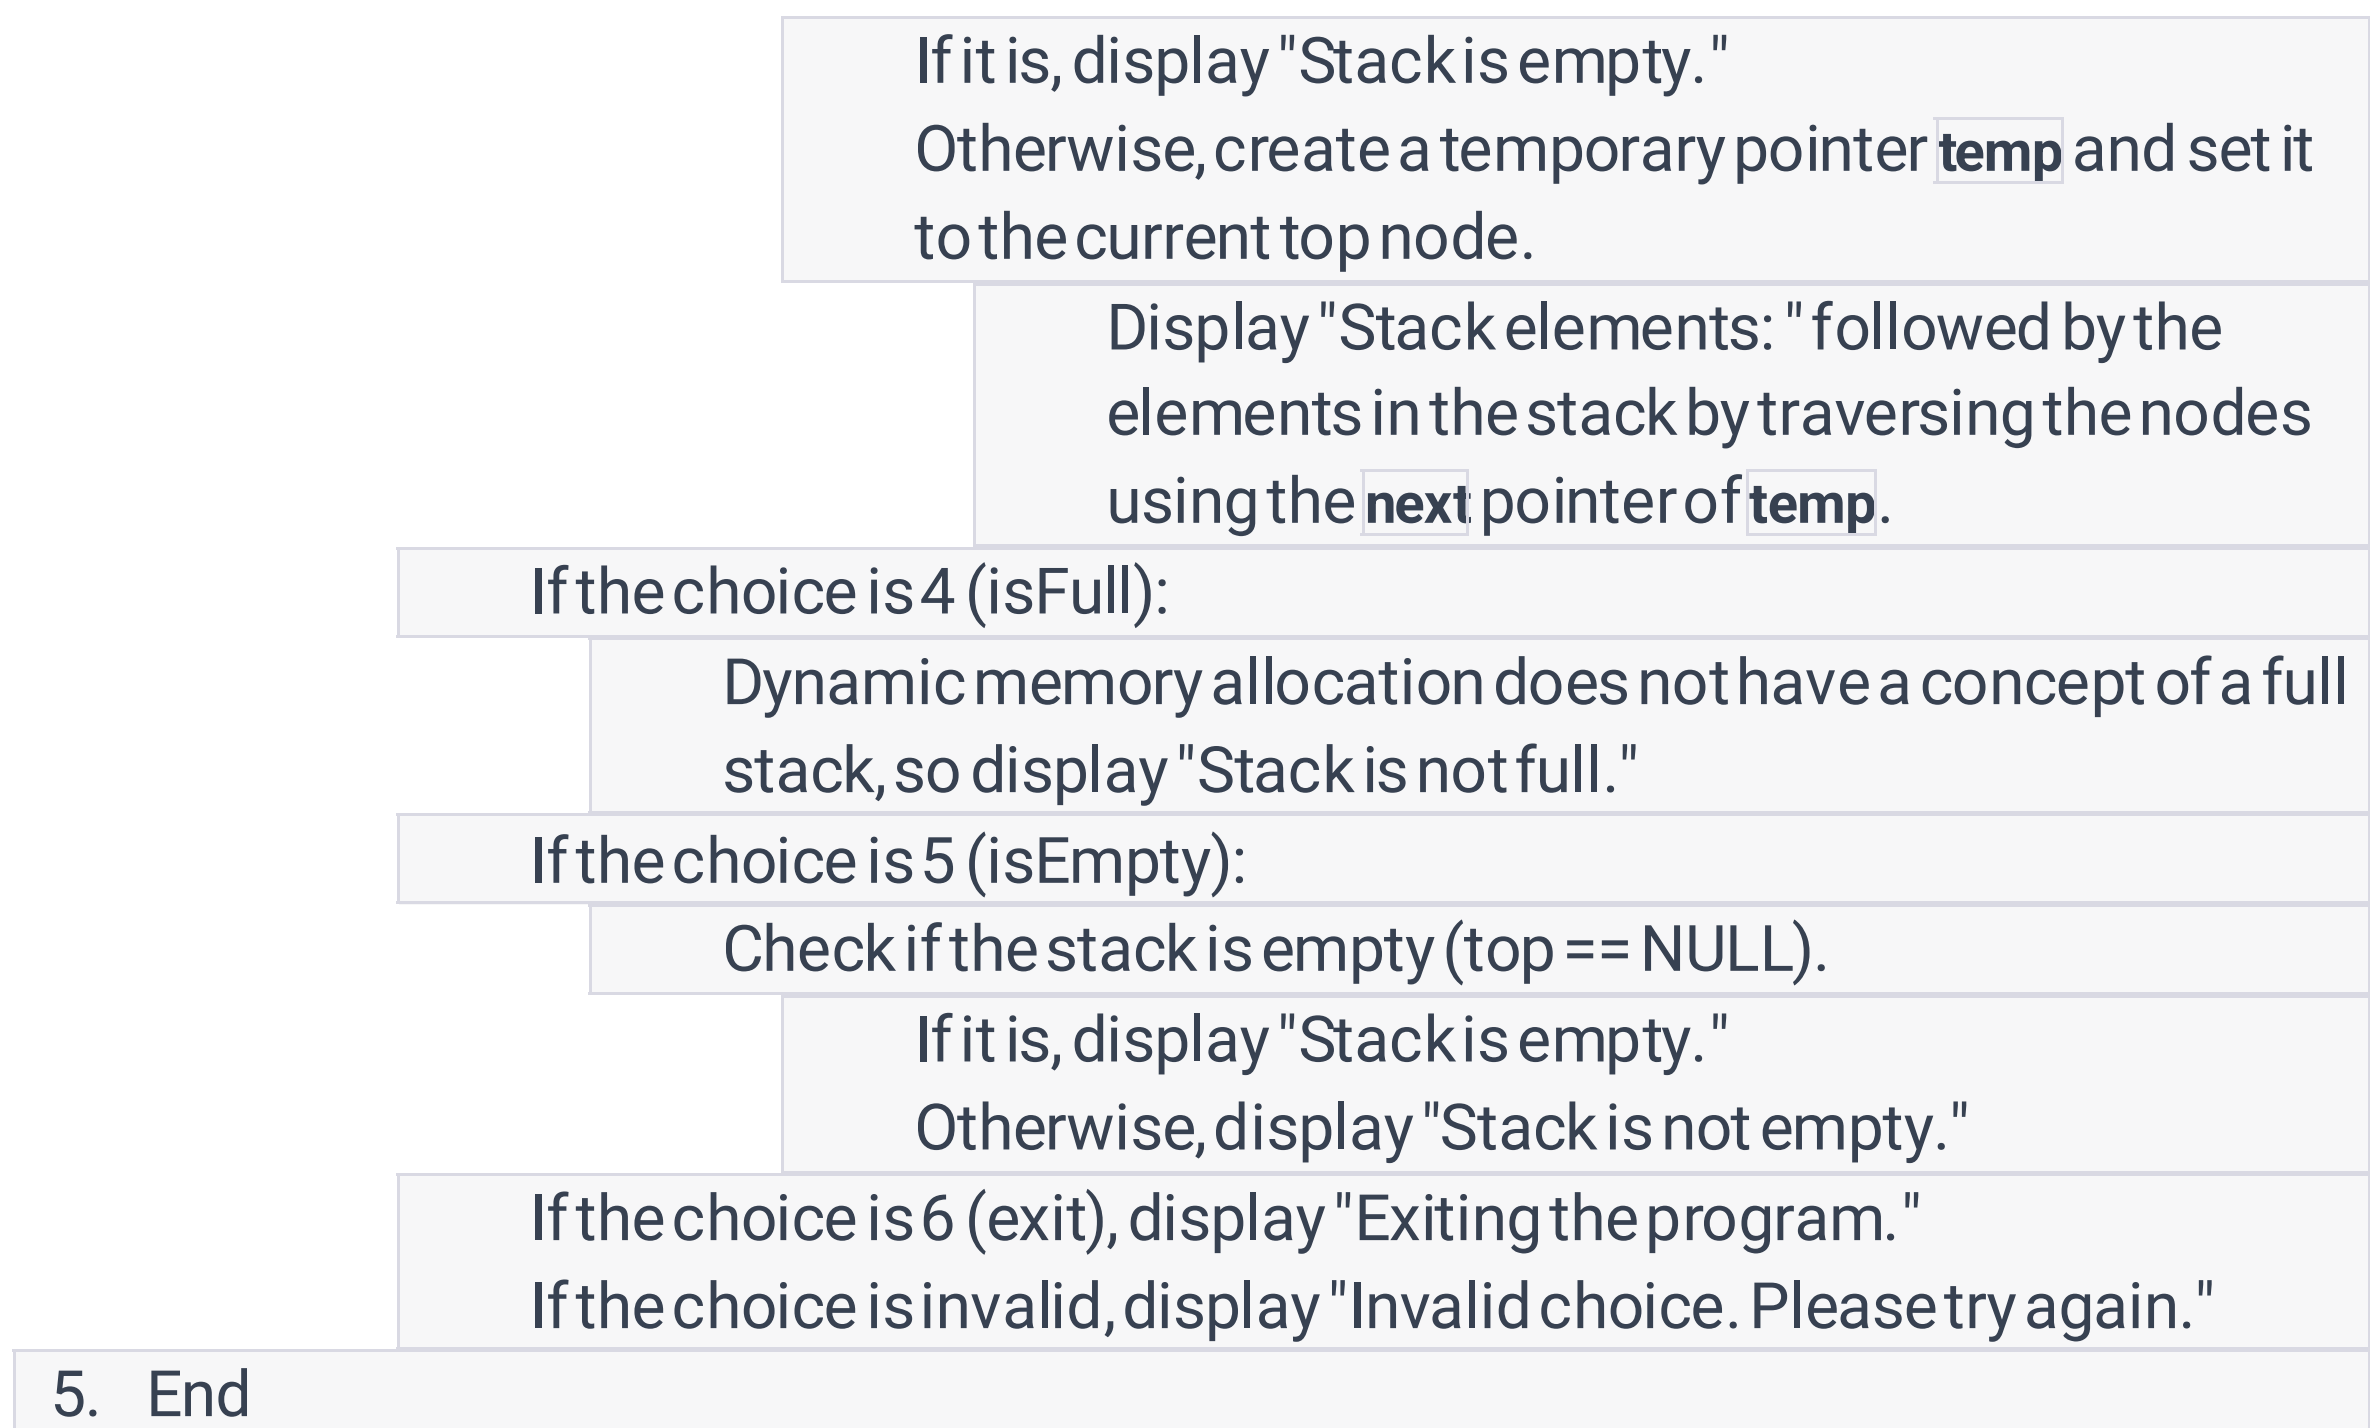 If it is, display "Stack is empty."
Otherwise, create a temporary pointer temp and set it
to the current top node.
Display "Stack elements: " followed by the
elements in the stack by traversing the nodes
using the next pointer of temp.
If the choice is 4 (isFull):
Dynamic memory allocation does not have a concept of a full
stack, so display "Stack is not full."
If the choice is 5 (isEmpty):
Check if the stack is empty (top == NULL).
If it is, display "Stack is empty."
Otherwise, display "Stack is not empty."
If the choice is 6 (exit), display "Exiting the program."
If the choice is invalid, display "Invalid choice. Please try again."
5. End